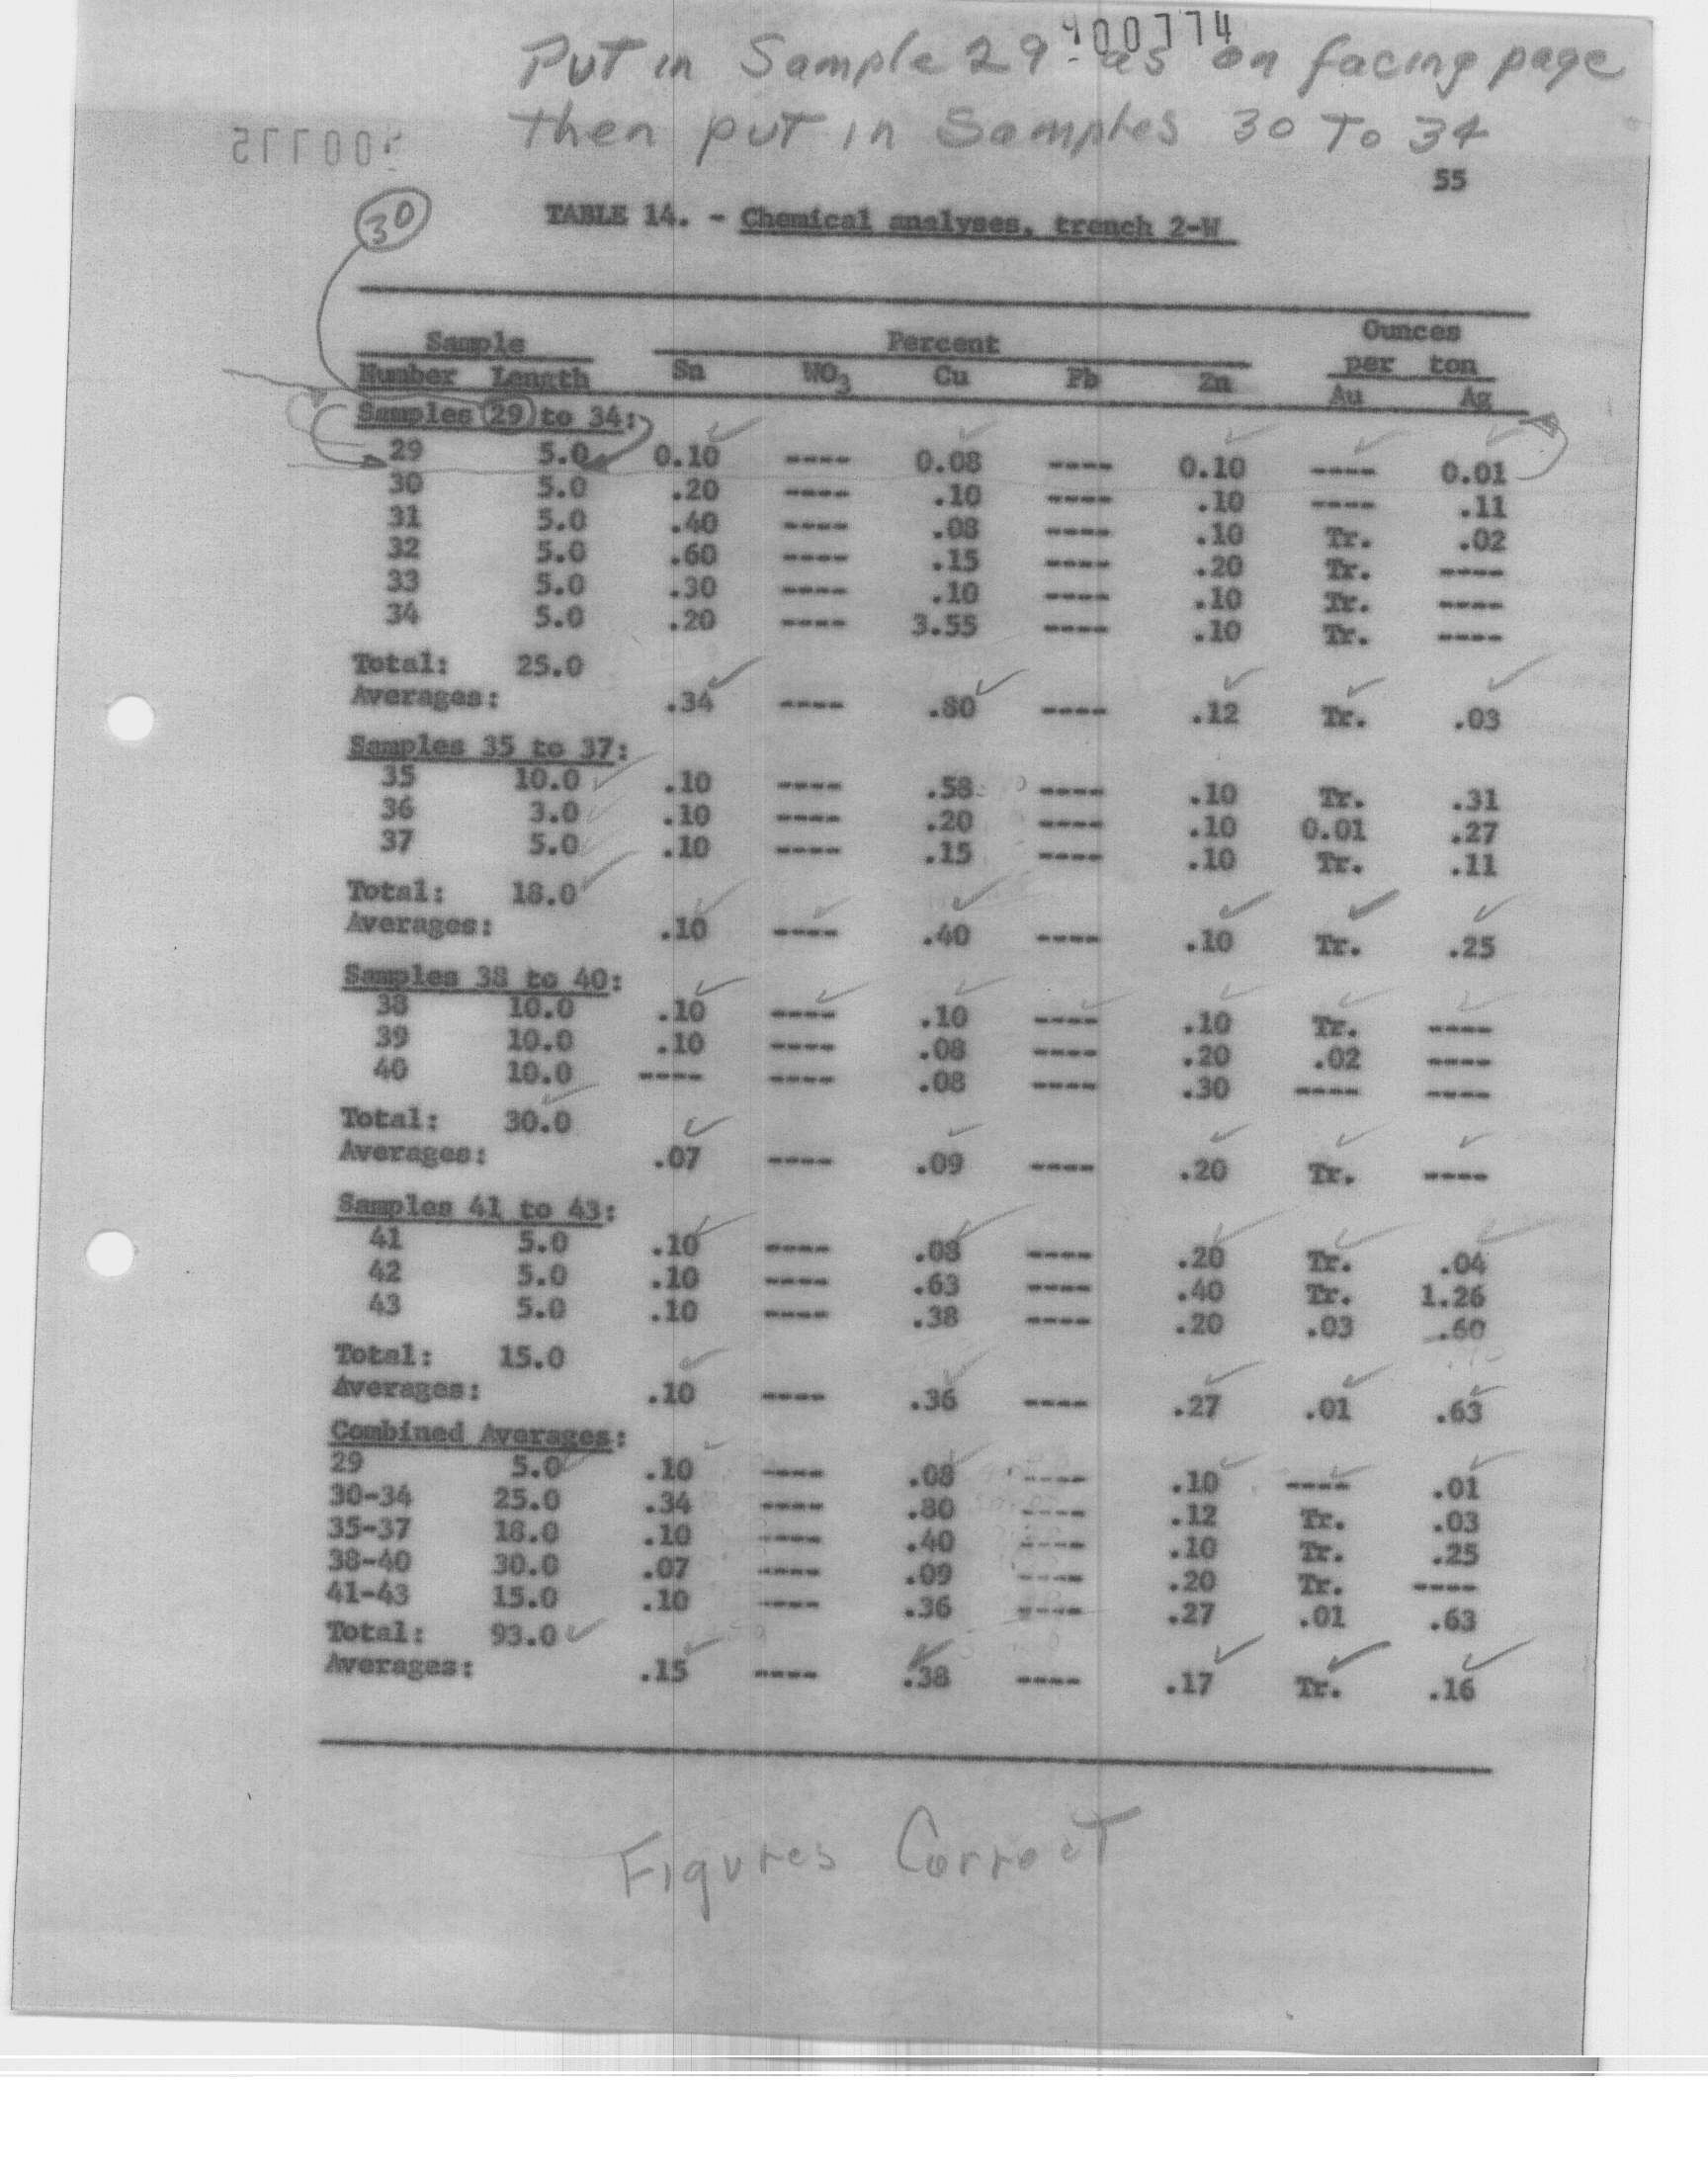 400774
Put in Sample 29 - as on facing page
then put in Samples 30 To 34
400775
55
30
TABLE 14. - Chemical analyses, trench 2-W
Sample Percent Ounces per ton
Number Length Sn WO3 Cu Pb Zn Au Ag
Samples 29 to 34:
29 5.0 0.10 ---- 0.08 ---- 0.10 ---- 0.01
30 5.0 .20 ---- .10 ---- .10 ---- .11
31 5.0 .40 ---- .08 ---- .10 Tr. .02
32 5.0 .60 ---- .15 ---- .20 Tr. ----
33 5.0 .30 ---- .10 ---- .10 Tr. ----
34 5.0 .20 ---- 3.55 ---- .10 Tr. ----
Total: 25.0
Averages: .34 ---- .80 ---- .12 Tr. .03
Samples 35 to 37:
35 10.0 .10 ---- .58 ---- .10 Tr. .31
36 3.0 .10 ---- .20 ---- .10 0.01 .27
37 5.0 .10 ---- .15 ---- .10 Tr. .11
Total: 18.0
Averages: .10 ---- .40 ---- .10 Tr. .25
Samples 38 to 40:
38 10.0 .10 ---- .10 ---- .10 Tr. ----
39 10.0 .10 ---- .08 ---- .20 .02 ----
40 10.0 ---- ---- .08 ---- .30 ---- ----
Total: 30.0
Averages: .07 ---- .09 ---- .20 Tr. ----
Samples 41 to 43:
41 5.0 .10 ---- .08 ---- .20 Tr. .04
42 5.0 .10 ---- .63 ---- .40 Tr. 1.26
43 5.0 .10 ---- .38 ---- .20 .03 .60
Total: 15.0
Averages: .10 ---- .36 ---- .27 .01 .63
Combined Averages:
29 5.0 .10 ---- .08 ---- .10 ---- .01
30-34 25.0 .34 ---- .80 ---- .12 Tr. .03
35-37 18.0 .10 ---- .40 ---- .10 Tr. .25
38-40 30.0 .07 ---- .09 ---- .20 Tr. ----
41-43 15.0 .10 ---- .36 ---- .27 .01 .63
Total: 93.0
Averages: .15 ---- .38 ---- .17 Tr. .16
Figures Correct